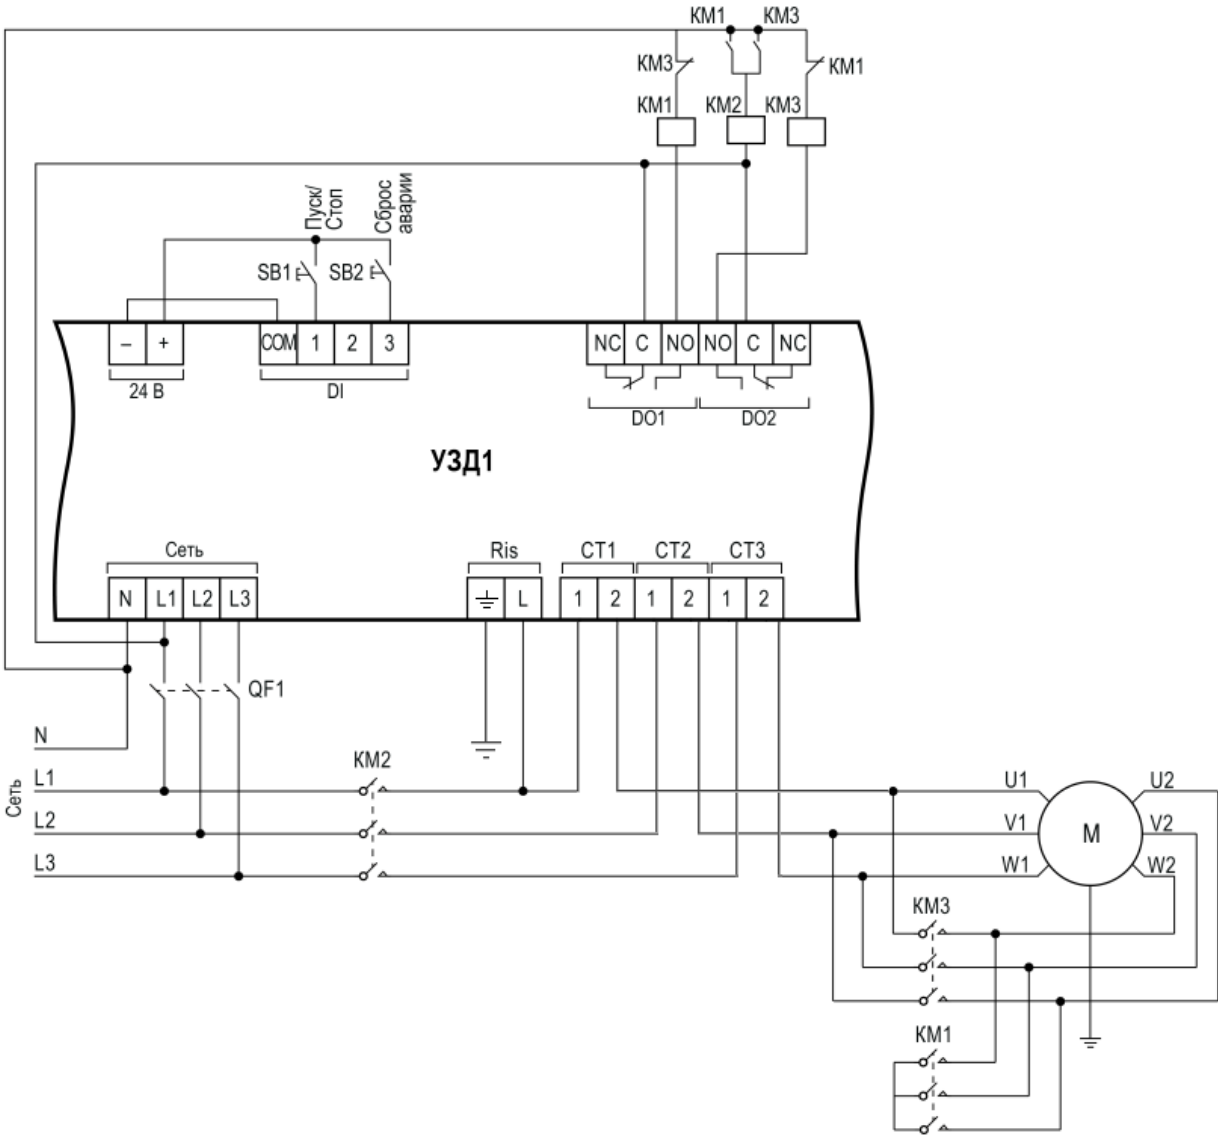 KM1 KM3
KM3 KM1
KM1 KM2 KM3
Пуск/
Стоп
Сброс
аварии
SB1 SB2
– + COM 1 2 3 NC C NO NO C NC
24 В DI DO1 DO2
УЗД1
Сеть Ris CT1 CT2 CT3
N L1 L2 L3 L 1 2 1 2 1 2
QF1
N
KM2
Сеть
L1
L2
L3
U1 U2
V1 M V2
W1 W2
KM3
KM1